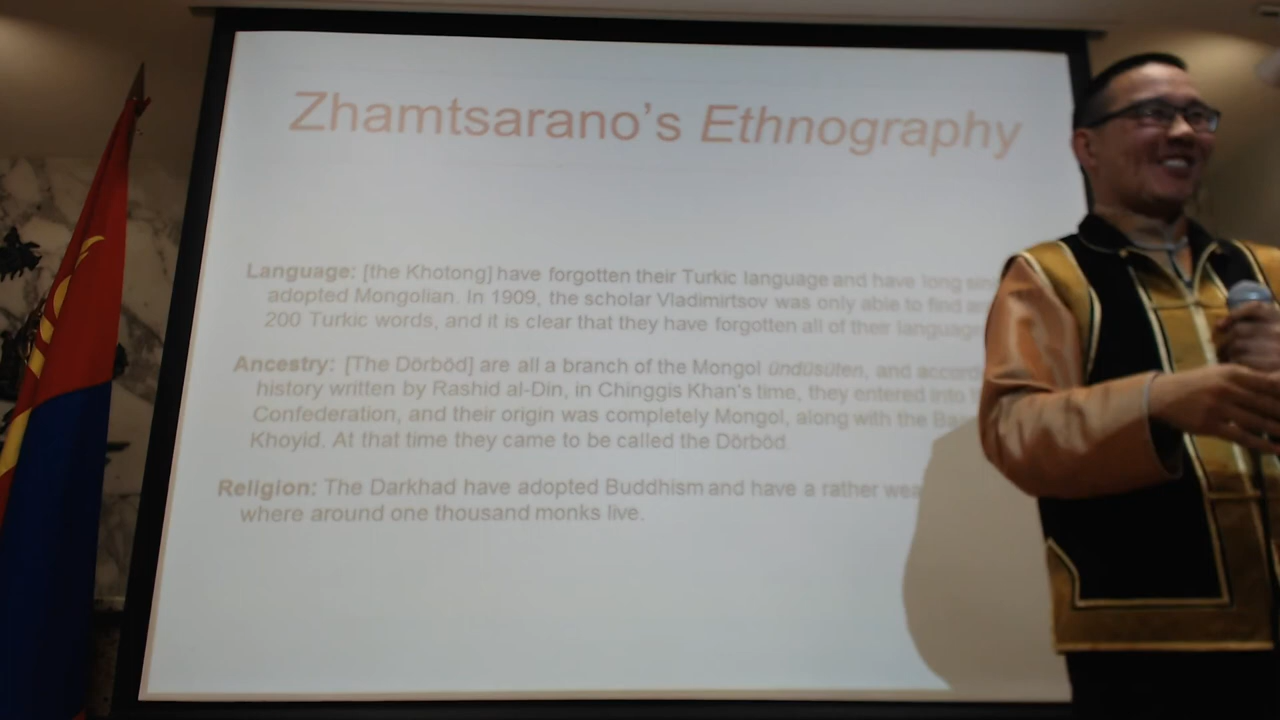 Zhamtsarano's Ethnography
Language: [the Khotong] have forgotten their Turkic language and have long
adopted Mongolian. In 1909, the scholar Vladimirtsov was only able to find
200 Turkic words, and it is clear that they have forgotten all of their language
Ancestry: [The Dörböd] are all a branch of the Mongol ündüsüten, and
history written by Rashid al-Din, in Chinggis Khan's time, they entered into
Confederation, and their origin was completely Mongol, along with the
Khoyid. At that time they came to be called the Dörböd.
Religion: The Darkhad have adopted Buddhism and have a rather
where around one thousand monks live.